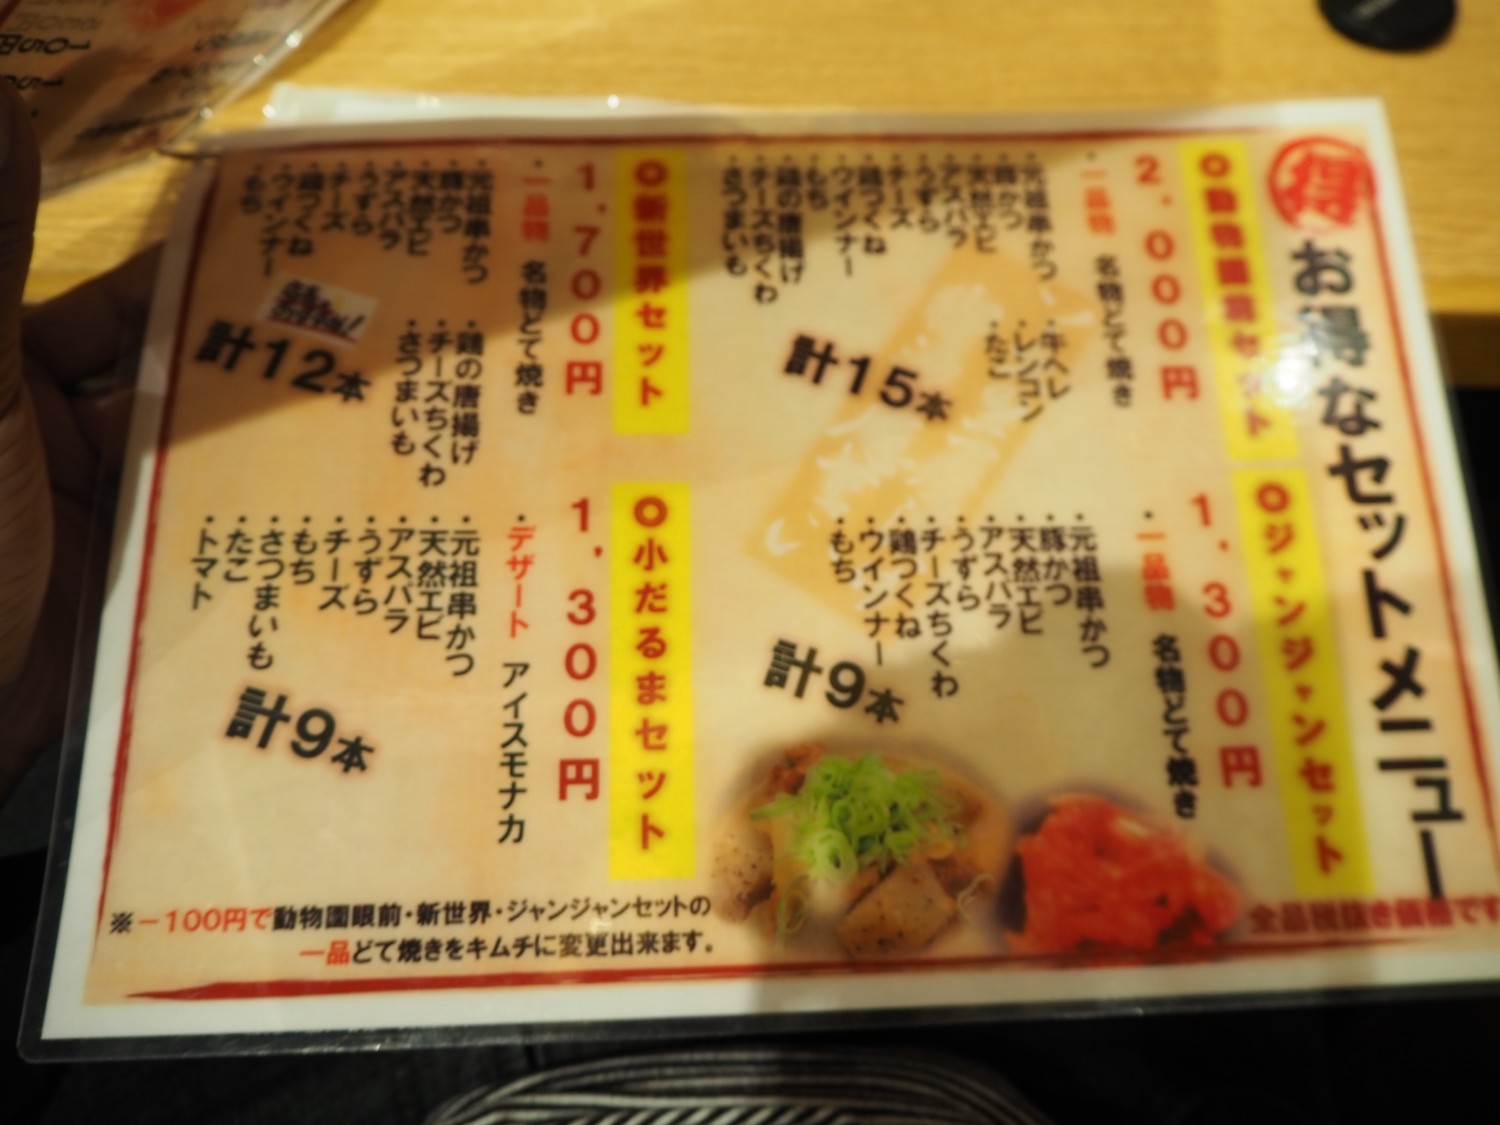 得
お得なセットメニュー
◎動物園前セット
2,000円
・一品物 名物どて焼き
・元祖串かつ
・豚かつ
・天然エビ
・アスパラ
・うずら
・チーズ
・鶏づくね
・ウインナー
・もち
・鶏の唐揚げ
・チーズちくわ
・さつまいも
・牛ヘレ
・レンコン
・たこ
計15本
◎ジャンジャンセット
1,300円
・一品物 名物どて焼き
・元祖串かつ
・豚かつ
・天然エビ
・アスパラ
・うずら
・チーズちくわ
・鶏づくね
・ウインナー
・もち
計9本
◎新世界セット
1,700円
・一品物 名物どて焼き
・元祖串かつ
・豚かつ
・天然エビ
・アスパラ
・うずら
・チーズ
・鶏づくね
・ウインナー
・もち
・鶏の唐揚げ
・チーズちくわ
・さつまいも
計12本
◎小だるまセット
1,300円
・デザート アイスモナカ
・元祖串かつ
・天然エビ
・アスパラ
・うずら
・チーズ
・もち
・さつまいも
・たこ
・トマト
計9本
※－100円で動物園眼前・新世界・ジャンジャンセットの
一品どて焼きをキムチに変更出来ます。
全品税抜き価格です